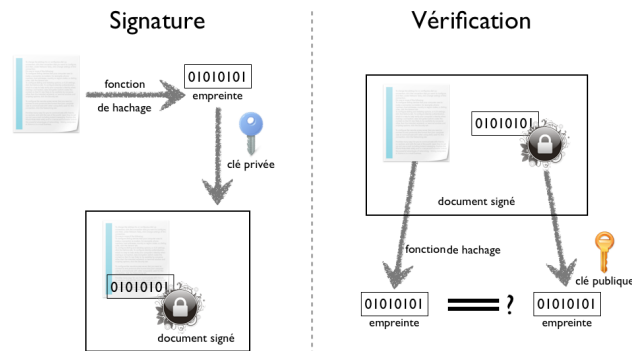 Signature
fonction
de hachage
01010101
empreinte
clé privée
01010101
document signé
Vérification
01010101
document signé
fonction de hachage
clé publique
01010101
empreinte
= ?
01010101
empreinte